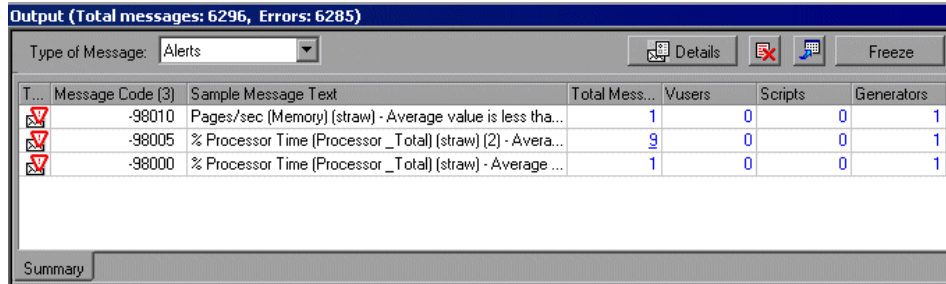 Output (Total messages: 6296, Errors: 6285)
Type of Message: Alerts Details Freeze
T... Message Code (3) Sample Message Text Total Mess... Vusers Scripts Generators
-98010 Pages/sec (Memory) (straw) - Average value is less tha... 1 0 0 1
-98005 % Processor Time (Processor _Total) (straw) (2) - Avera... 9 0 0 1
-98000 % Processor Time (Processor _Total) (straw) - Average ... 1 0 0 1
Summary